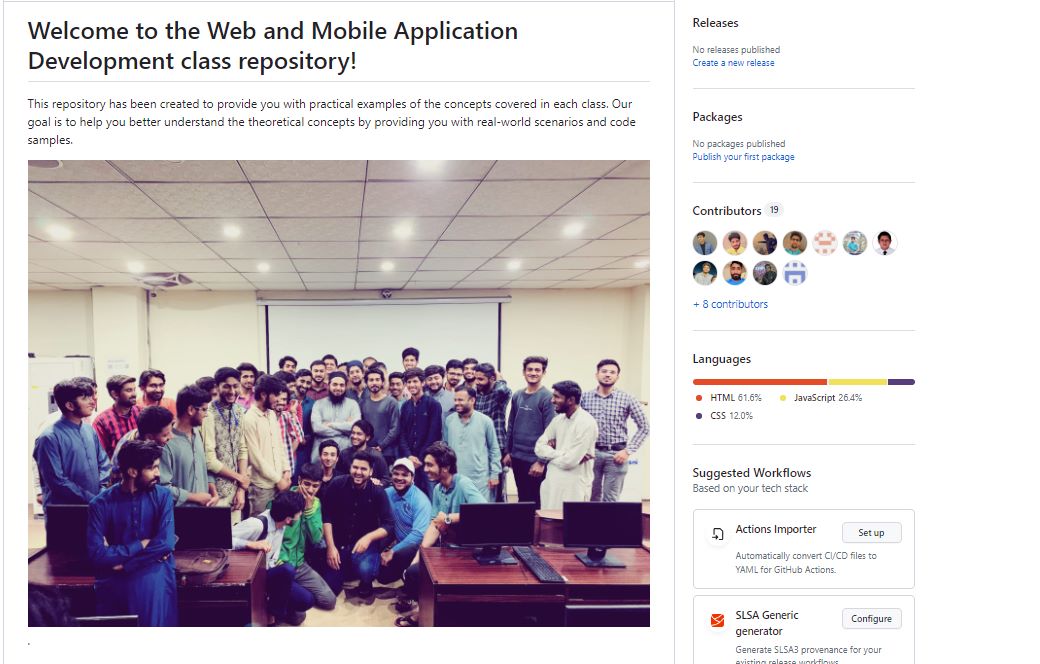 Welcome to the Web and Mobile Application
Development class repository!
This repository has been created to provide you with practical examples of the concepts covered in each class. Our
goal is to help you better understand the theoretical concepts by providing you with real-world scenarios and code
samples.
.
Releases
No releases published
Create a new release
Packages
No packages published
Publish your first package
Contributors 19
+ 8 contributors
Languages
HTML 61.6% JavaScript 26.4%
CSS 12.0%
Suggested Workflows
Based on your tech stack
Actions Importer Set up
Automatically convert CI/CD files to
YAML for GitHub Actions.
SLSA Generic
generator
Configure
Generate SLSA3 provenance for your
existing release workflows